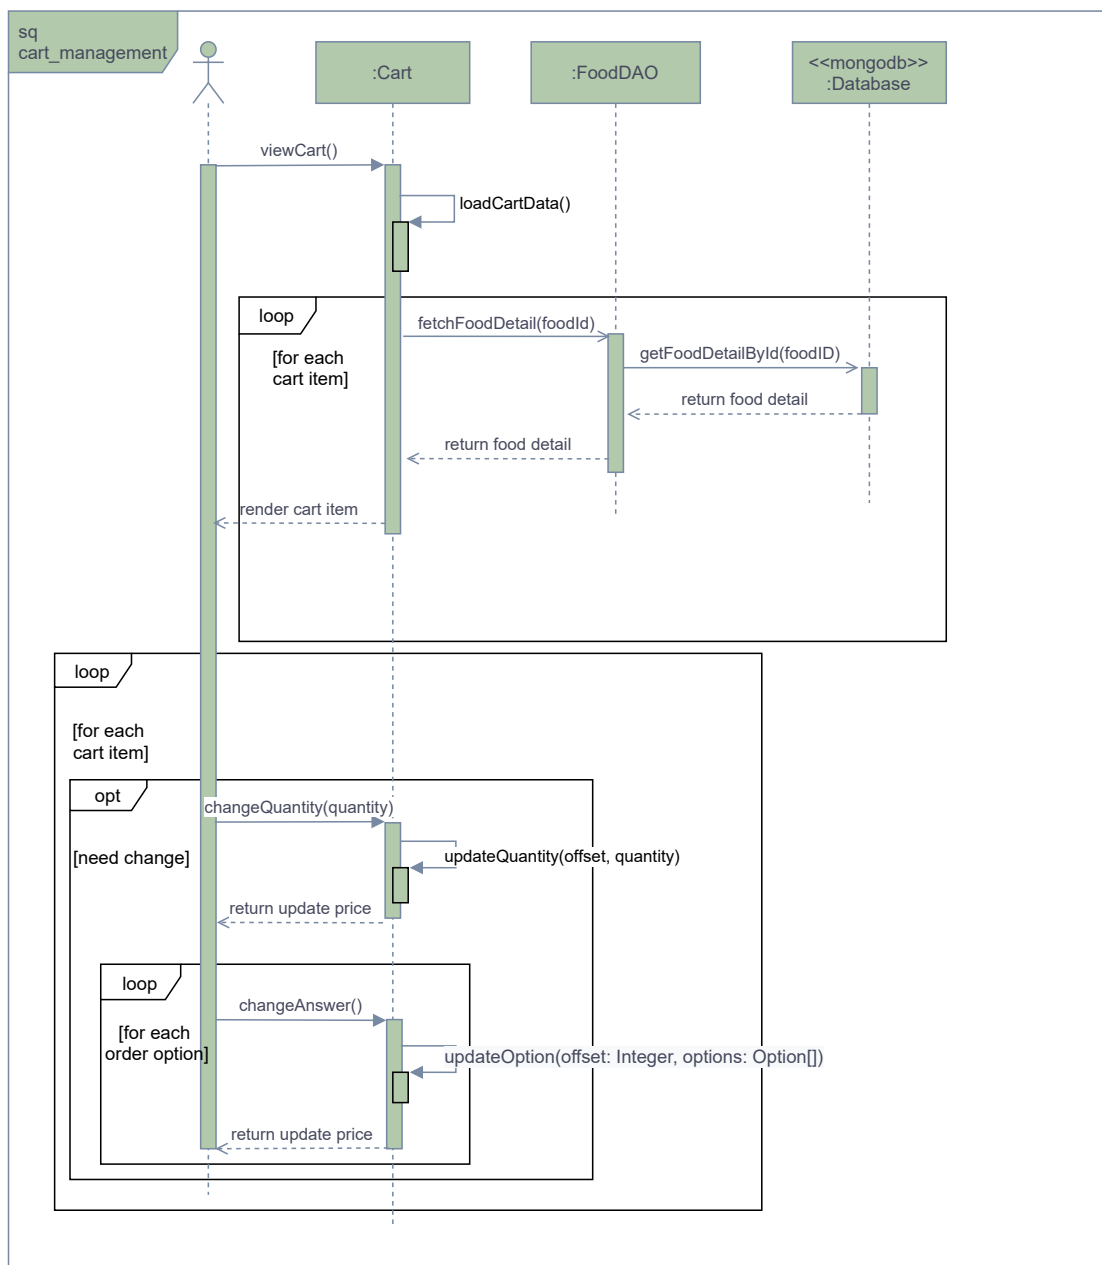 sq
cart_management
:Cart
:FoodDAO
<<mongodb>>
:Database
viewCart()
loadCartData()
loop
fetchFoodDetail(foodId)
[for each
cart item]
getFoodDetailById(foodID)
return food detail
return food detail
render cart item
loop
[for each
cart item]
opt
changeQuantity(quantity)
[need change]
updateQuantity(offset, quantity)
return update price
loop
changeAnswer()
[for each
order option]
updateOption(offset: Integer, options: Option[])
return update price